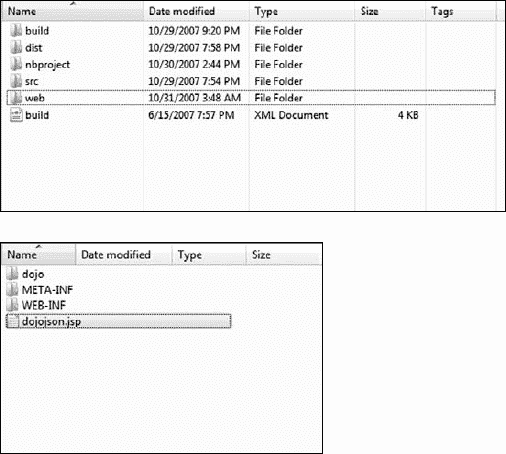 Name Date modified Type Size Tags
build 10/29/2007 9:20 PM File Folder
dist 10/29/2007 7:58 PM File Folder
nbproject 10/30/2007 2:44 PM File Folder
src 10/29/2007 7:54 PM File Folder
web 10/31/2007 3:48 AM File Folder
build 6/15/2007 7:57 PM XML Document 4 KB
Name Date modified Type Size
dojo
META-INF
WEB-INF
dojojson.jsp